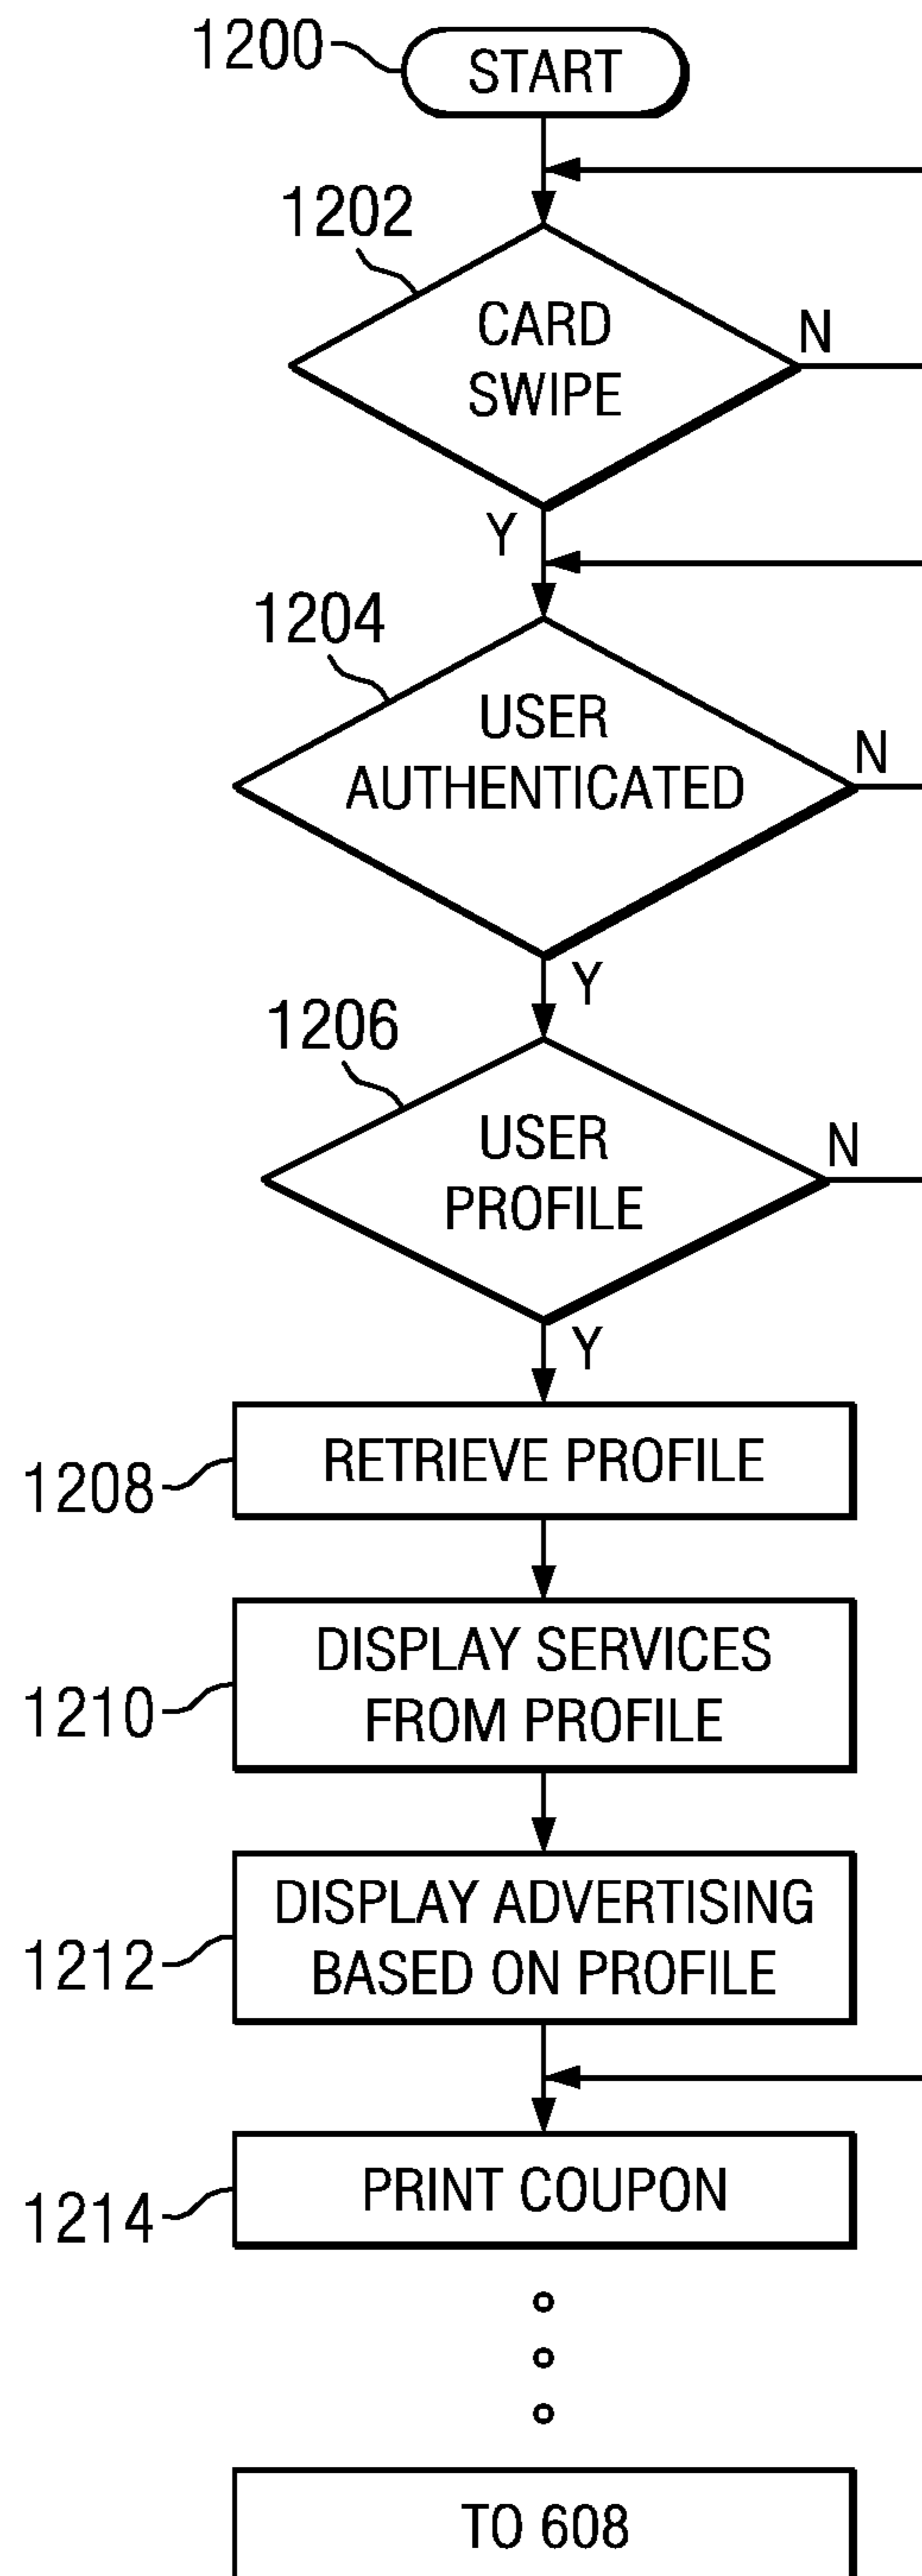 1200
START
1202
CARD
SWIPE
N
Y
1204
USER
AUTHENTICATED
N
Y
1206
USER
PROFILE
N
Y
1208
RETRIEVE PROFILE
1210
DISPLAY SERVICES
FROM PROFILE
1212
DISPLAY ADVERTISING
BASED ON PROFILE
1214
PRINT COUPON
TO 608